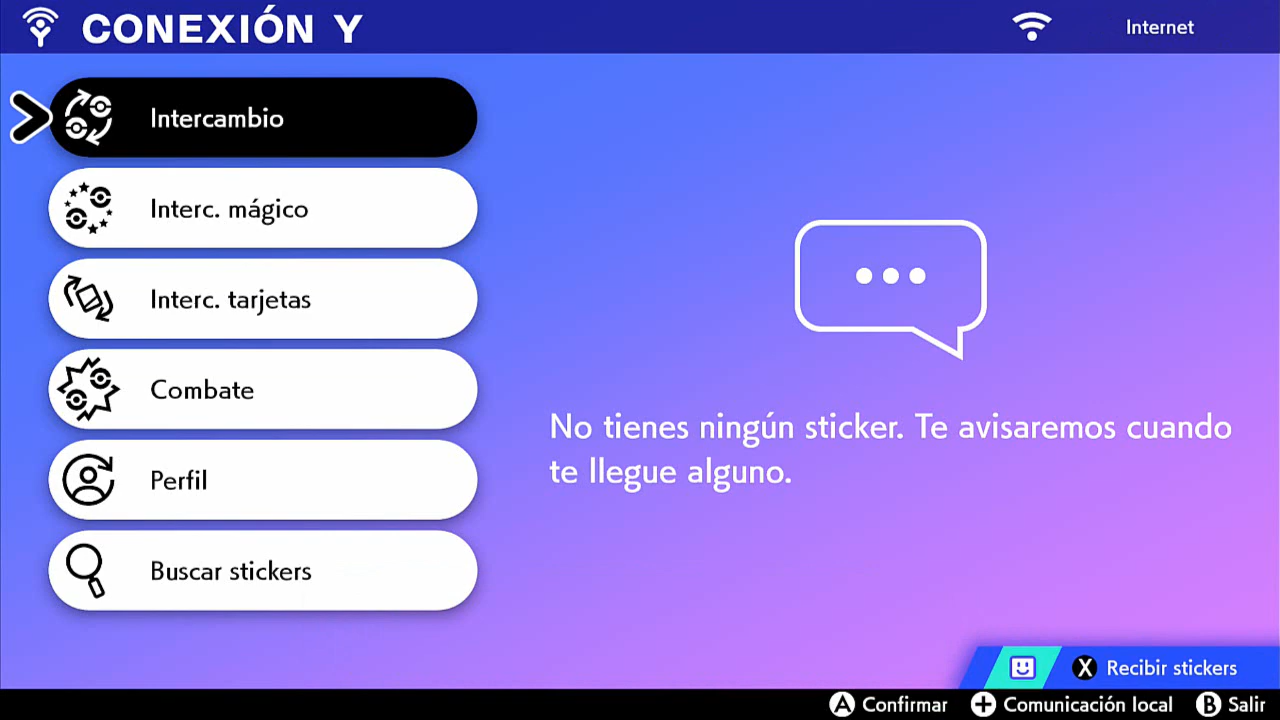 CONEXIÓN Y
Internet
Intercambio
Interc. mágico
Interc. tarjetas
Combate
Perfil
Buscar stickers
No tienes ningún sticker. Te avisaremos cuando
te llegue alguno.
X Recibir stickers
A Confirmar + Comunicación local B Salir